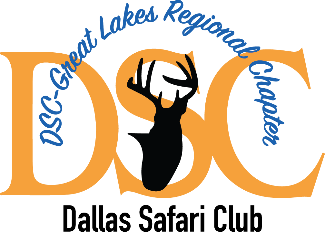 DSC-Great Lakes Regional Chapter
DSC
Dallas Safari Club